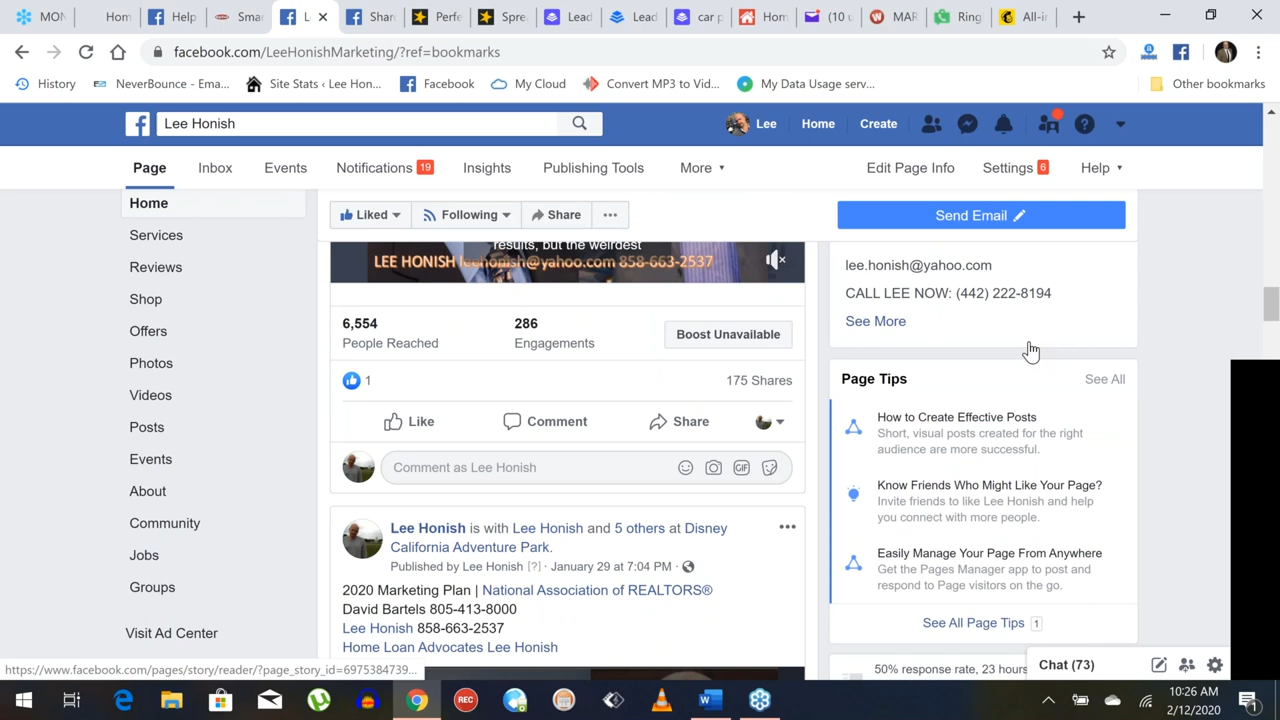 MON
Hom
Help
Smar
L
Shar
Perfe
Spre
Lead
Lead
car p
Hom
(10 u
MAR
Ring
All-i
facebook.com/LeeHonishMarketing/?ref=bookmarks
History
NeverBounce - Ema...
Site Stats ‹ Lee Hon...
Facebook
My Cloud
Convert MP3 to Vid...
My Data Usage serv...
Other bookmarks
Lee Honish
Lee
Home
Create
Page
Inbox
Events
Notifications 19
Insights
Publishing Tools
More
Edit Page Info
Settings 6
Help
Home
Services
Reviews
Shop
Offers
Photos
Videos
Posts
Events
About
Community
Jobs
Groups
Visit Ad Center
Liked
Following
Share
Send Email
results, but the weirdest
LEE HONISH leehonish@yahoo.com 858-663-2537
6,554
People Reached
286
Engagements
Boost Unavailable
1
175 Shares
Like
Comment
Share
Comment as Lee Honish
GIF
Lee Honish is with Lee Honish and 5 others at Disney
California Adventure Park.
Published by Lee Honish [?] · January 29 at 7:04 PM ·
2020 Marketing Plan | National Association of REALTORS®
David Bartels 805-413-8000
Lee Honish 858-663-2537
Home Loan Advocates Lee Honish
lee.honish@yahoo.com
CALL LEE NOW: (442) 222-8194
See More
Page Tips
See All
How to Create Effective Posts
Short, visual posts created for the right
audience are more successful.
Know Friends Who Might Like Your Page?
Invite friends to like Lee Honish and help
you connect with more people.
Easily Manage Your Page From Anywhere
Get the Pages Manager app to post and
respond to Page visitors on the go.
See All Page Tips 1
50% response rate, 23 hours
Chat (73)
https://www.facebook.com/pages/story/reader/?page_story_id=6975384739...
REC
10:26 AM
2/12/2020
1